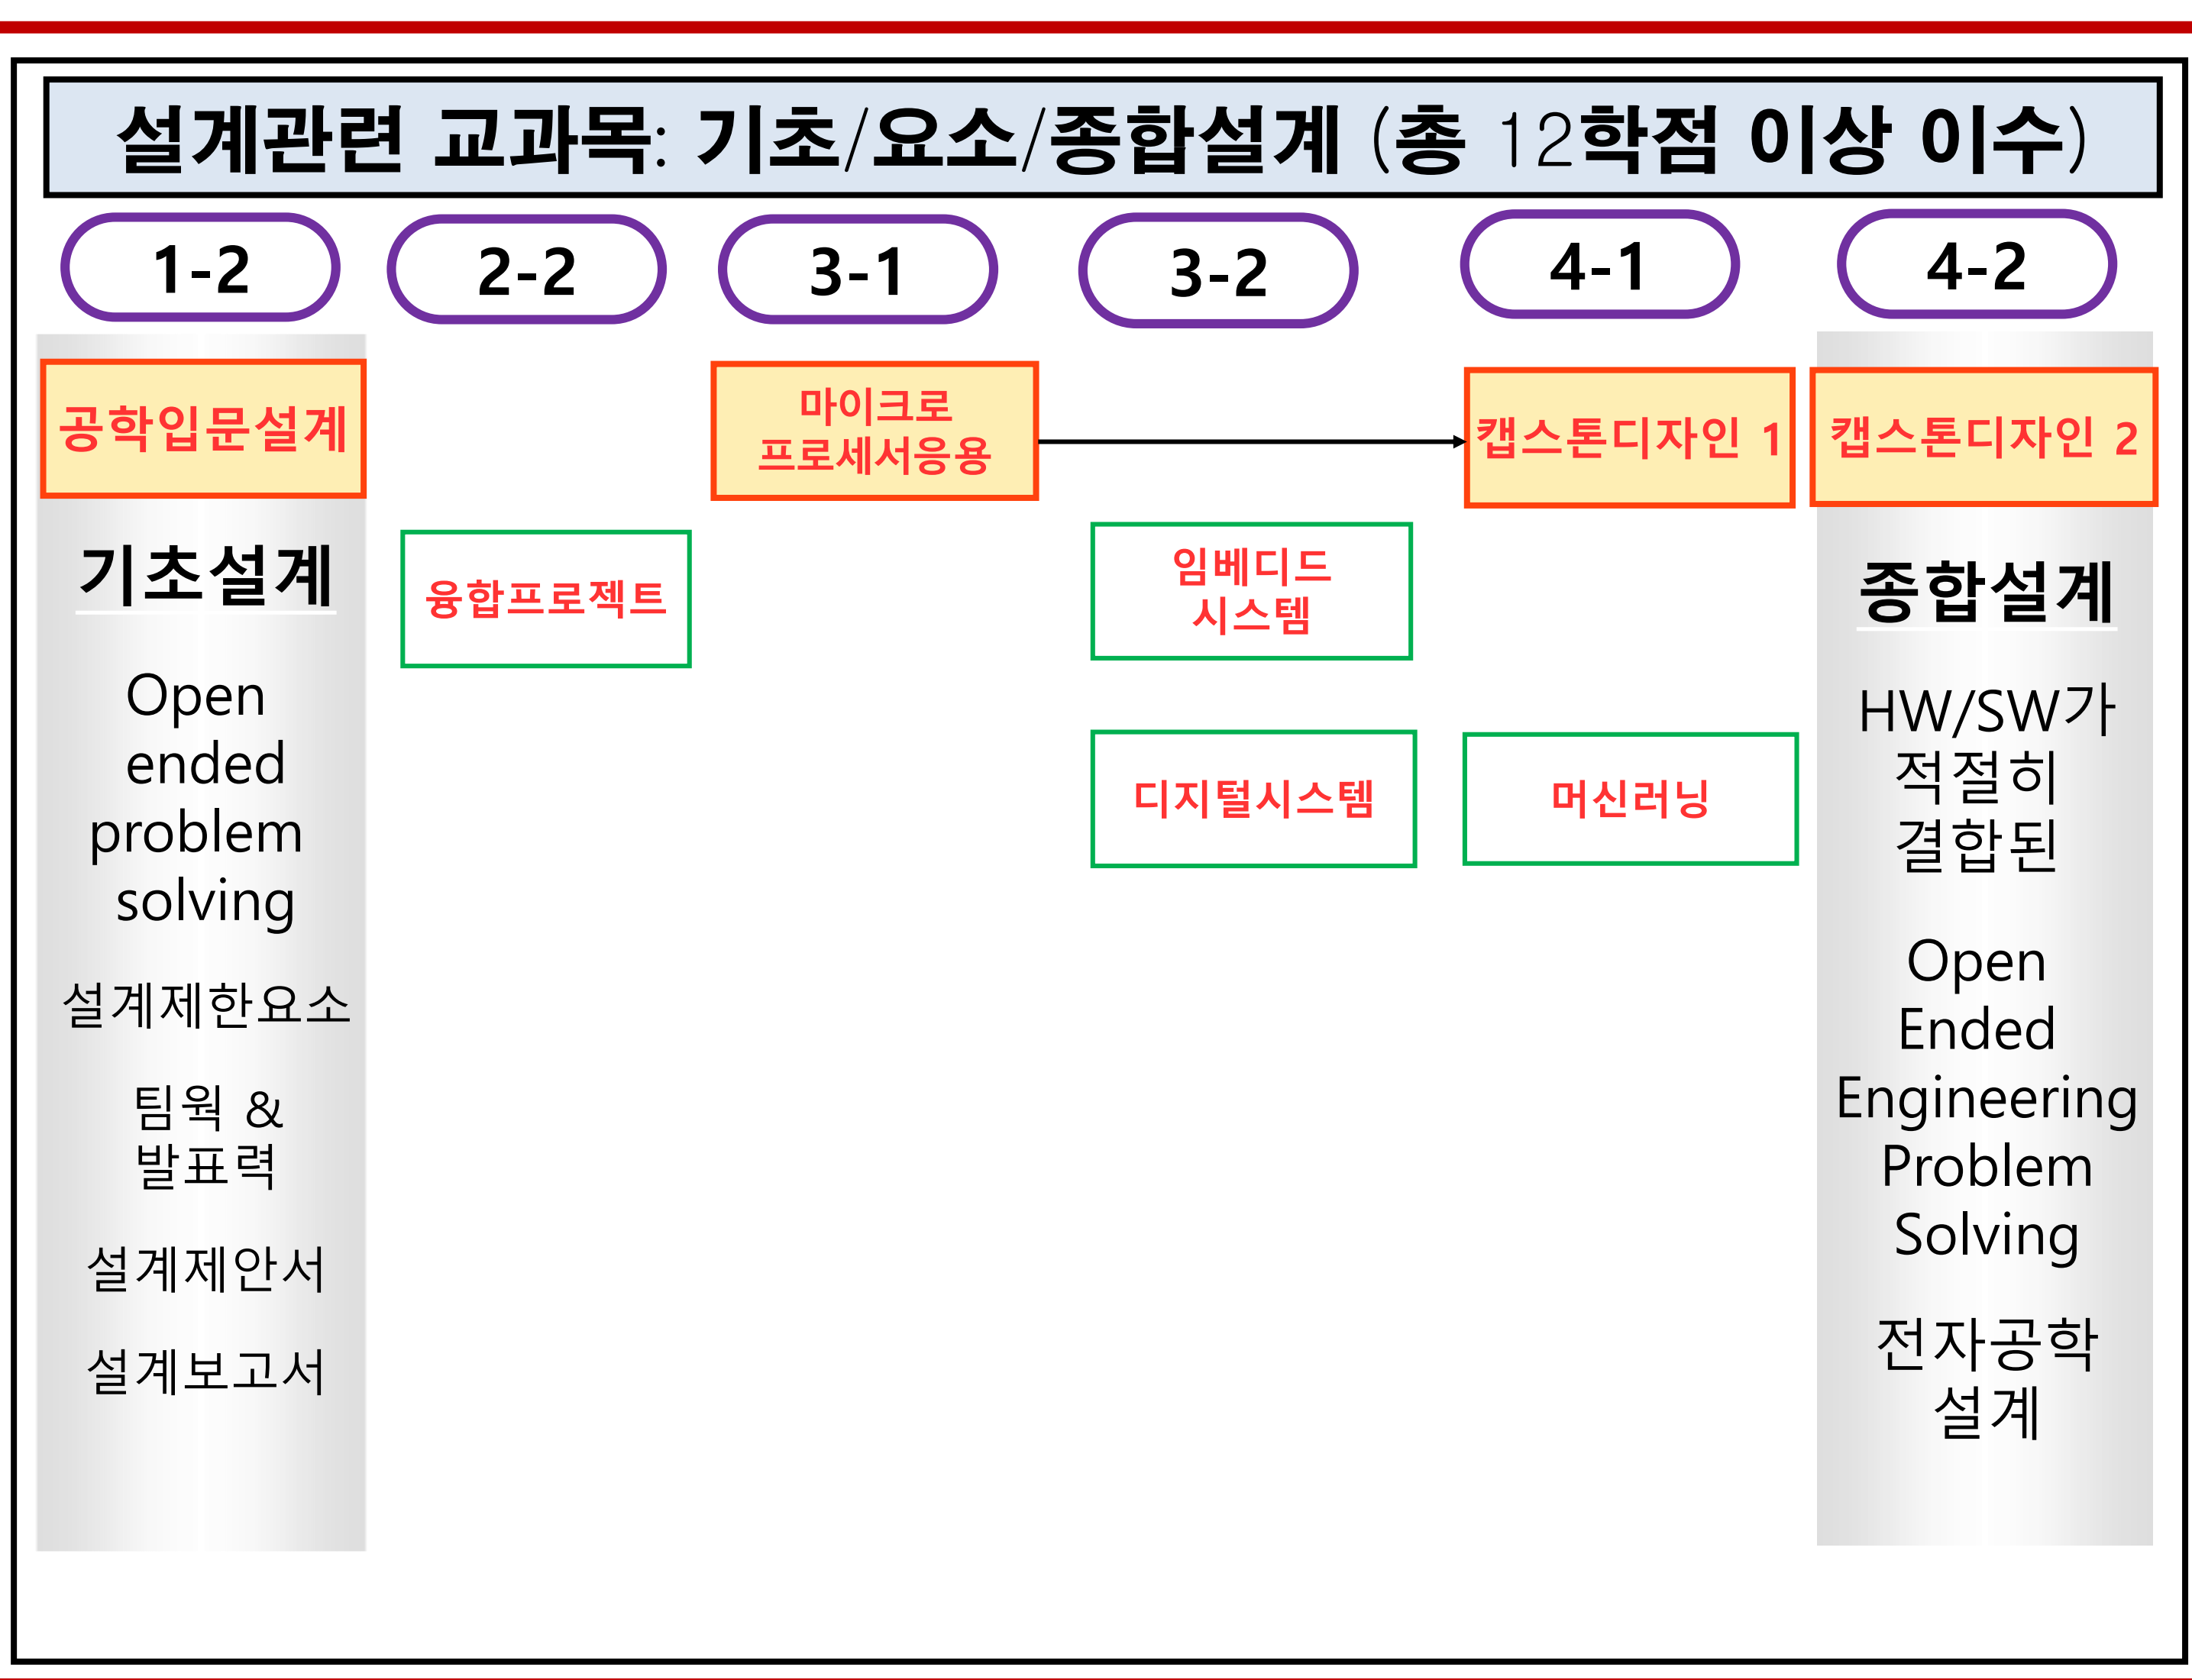 설계관련 교과목: 기초/요소/종합설계 (총 12학점 이상 이수)
1-2
2-2
3-1
3-2
4-1
4-2
공학입문설계
마이크로
프로세서응용
캡스톤디자인 1
캡스톤디자인 2
기초설계
Open
ended
problem
solving
설계제한요소
팀웍 &
발표력
설계제안서
설계보고서
융합프로젝트
임베디드
시스템
디지털시스템
머신러닝
종합설계
HW/SW가
적절히
결합된
Open
Ended
Engineering
Problem
Solving
전자공학
설계